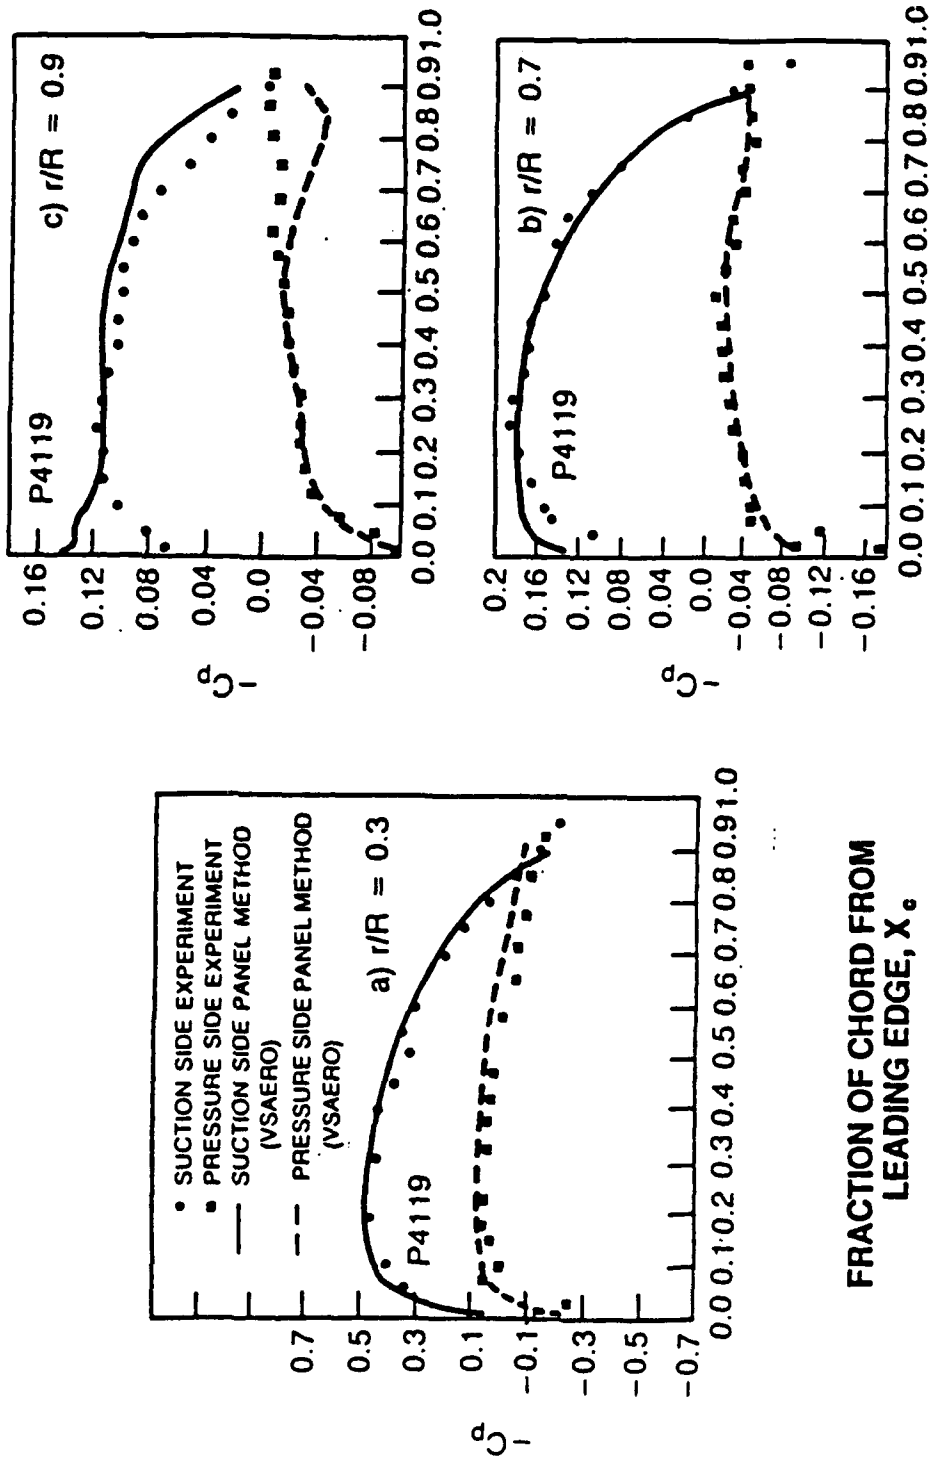 SUCTION SIDE EXPERIMENT
PRESSURE SIDE EXPERIMENT
SUCTION SIDE PANEL METHOD
(VSAERO)
PRESSURE SIDE PANEL METHOD
(VSAERO)
a) r/R = 0.3
P4119
0.7
0.5
0.3
0.1
-0.1
-0.3
-0.5
-0.7
-Cp
0.0 0.1 0.2 0.3 0.4 0.5 0.6 0.7 0.8 0.9 1.0
c) r/R = 0.9
P4119
0.16
0.12
0.08
0.04
0.0
-0.04
-0.08
-Cp
0.0 0.1 0.2 0.3 0.4 0.5 0.6 0.7 0.8 0.9 1.0
b) r/R = 0.7
P4119
0.2
0.16
0.12
0.08
0.04
0.0
-0.04
-0.08
-0.12
-0.16
-Cp
0.0 0.1 0.2 0.3 0.4 0.5 0.6 0.7 0.8 0.9 1.0
FRACTION OF CHORD FROM
LEADING EDGE, Xc